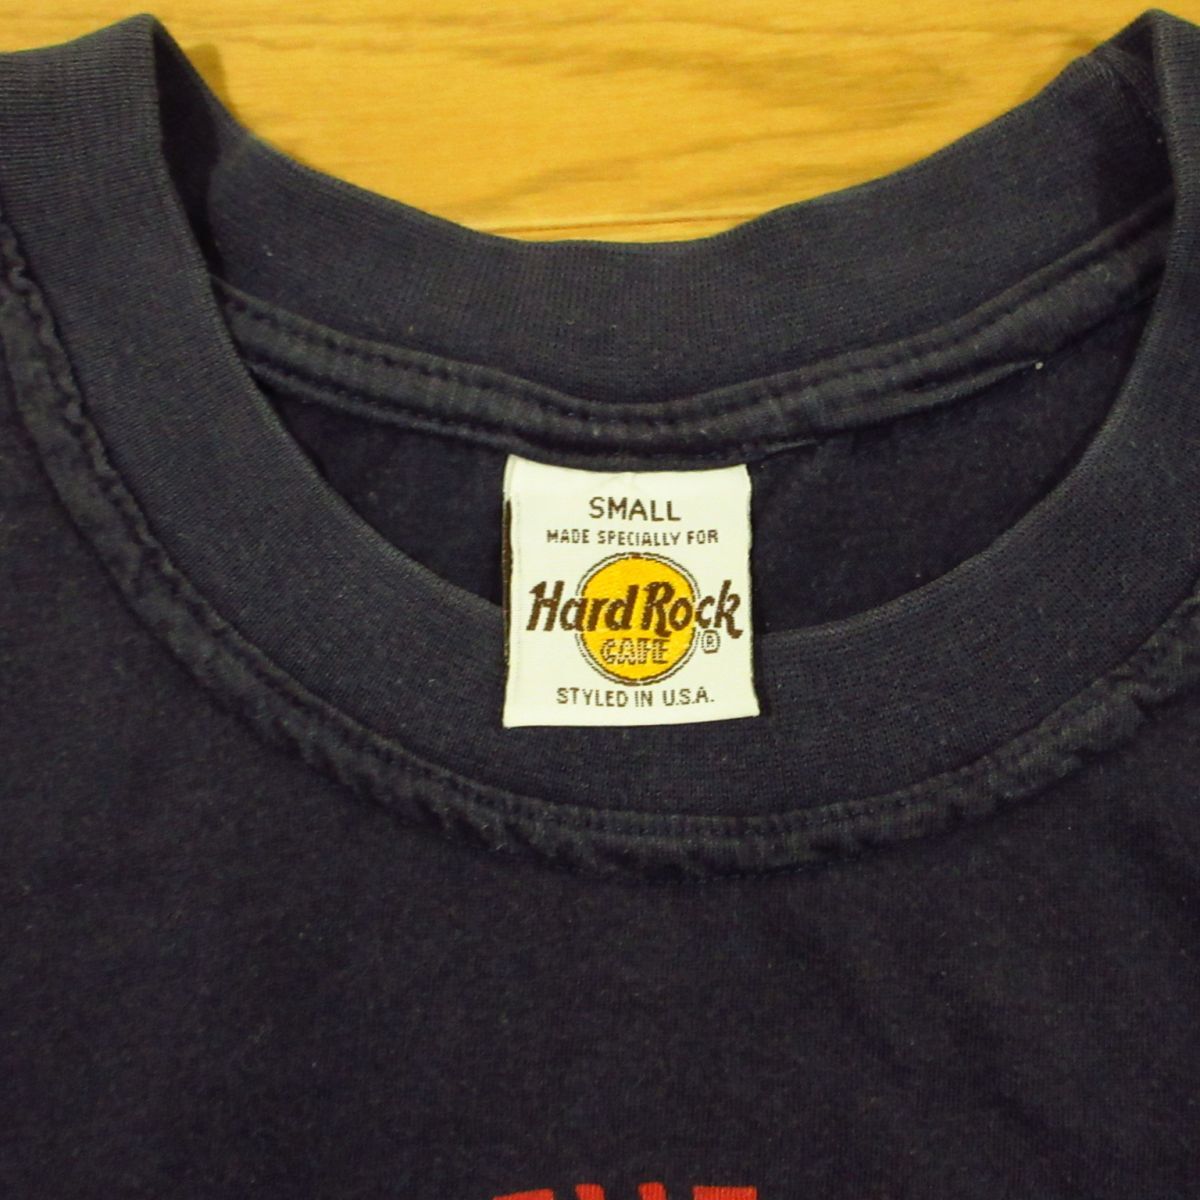 SMALL
MADE SPECIALLY FOR
Hard Rock
CAFE ®
STYLED IN U.S.A.